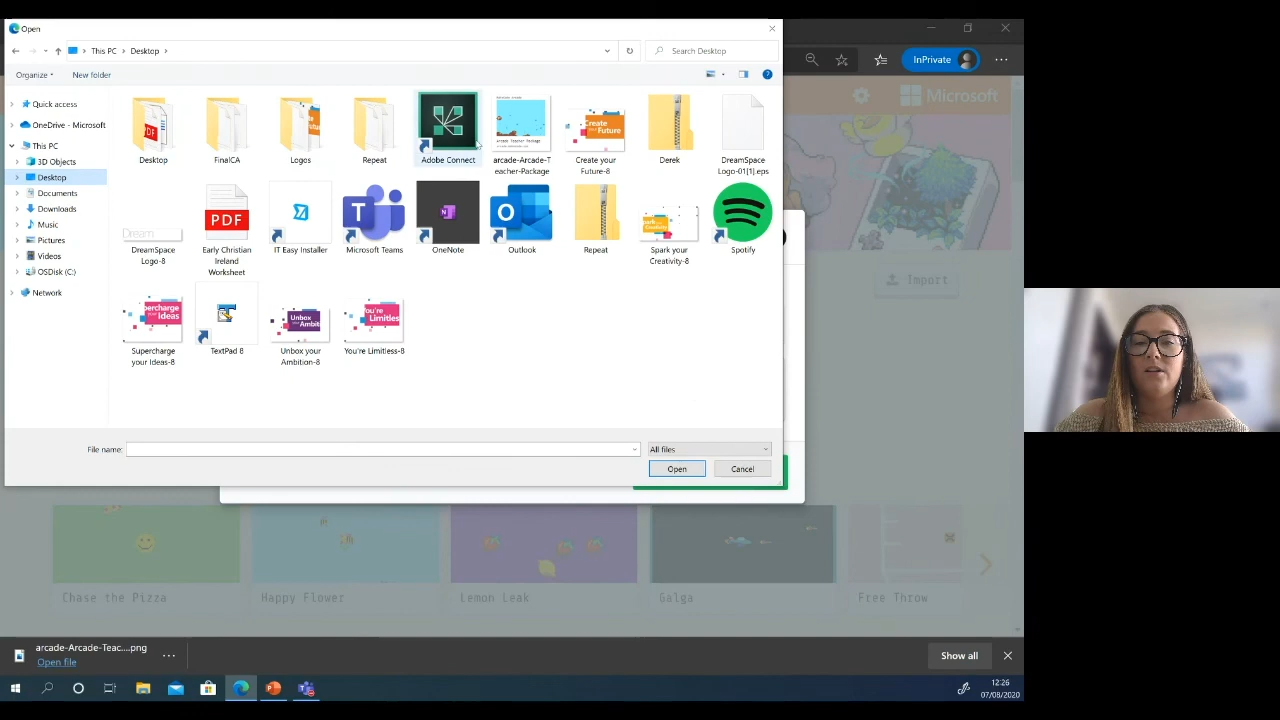 Open
This PC
Desktop
Search Desktop
InPrivate
Organize
New folder
Microsoft
Quick access
OneDrive - Microsoft
This PC
3D Objects
Desktop
Documents
Downloads
Music
Pictures
Videos
OSDisk (C:)
Network
Desktop
FinalCA
Logos
Repeat
Adobe Connect
arcade-Arcade-T
eacher-Package
Create your
Future-8
Derek
DreamSpace
Logo-01[1].eps
DreamSpace
Logo-8
Early Christian
Ireland
Worksheet
IT Easy Installer
Microsoft Teams
OneNote
Outlook
Repeat
Spark your
Creativity-8
Spotify
Supercharge
your Ideas-8
TextPad 8
Unbox your
Ambition-8
You're Limitless-8
Import
File name:
All files
Open
Cancel
Chase the Pizza
Happy Flower
Lemon Leak
Galga
Free Throw
arcade-Arcade-Teac....png
Open file
Show all
12:26
07/08/2020